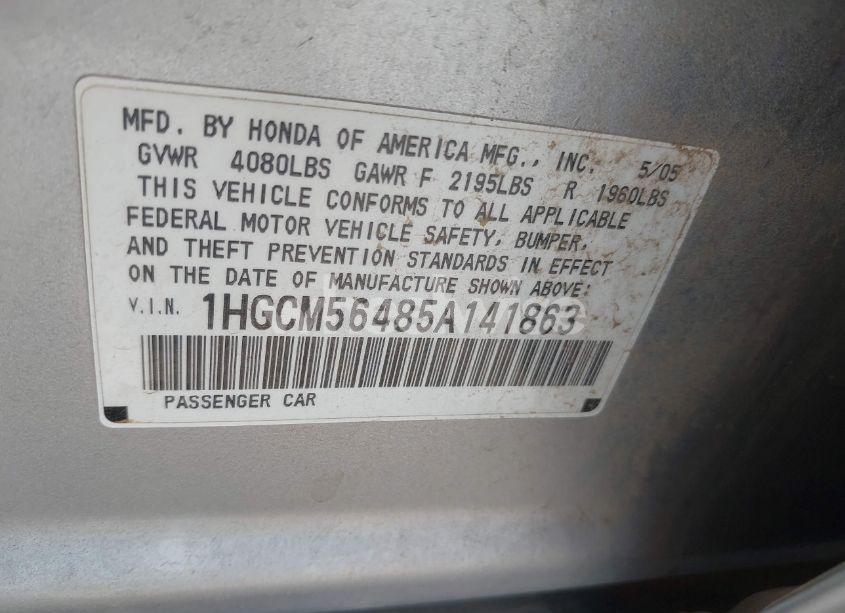 MFD. BY HONDA OF AMERICA MFG., INC. 5/05
GVWR 4080LBS GAWR F 2195LBS R 1960LBS
THIS VEHICLE CONFORMS TO ALL APPLICABLE
FEDERAL MOTOR VEHICLE SAFETY, BUMPER,
AND THEFT PREVENTION STANDARDS IN EFFECT
ON THE DATE OF MANUFACTURE SHOWN ABOVE:
V.I.N. 1HGCM56485A141863
PASSENGER CAR